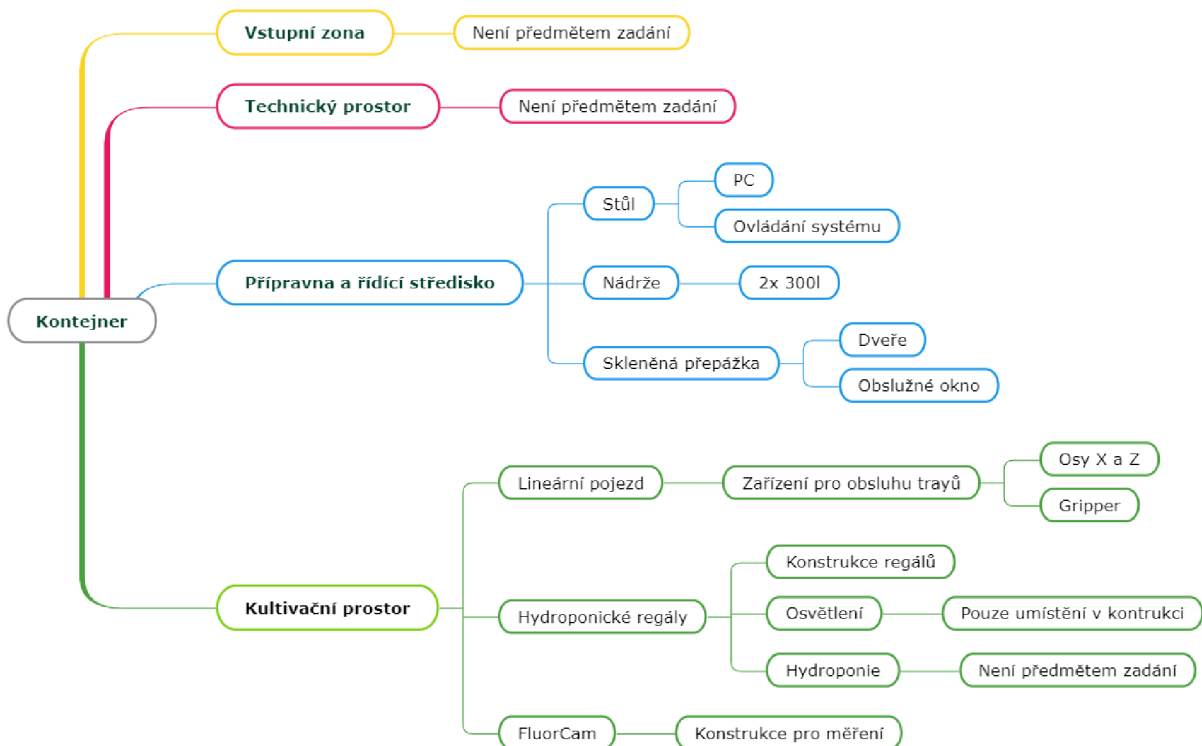 Vstupní zona
Není předmětem zadání
Technický prostor
Není předmětem zadání
Kontejner
Přípravna a řídící středisko
Stůl
PC
Ovládání systému
Nádrže
2x 300l
Skleněná přepážka
Dveře
Obslužné okno
Kultivační prostor
Lineární pojezd
Zařízení pro obsluhu trayů
Osy X a Z
Gripper
Hydroponické regály
Konstrukce regálů
Osvětlení
Pouze umístění v kontrukci
Hydroponie
Není předmětem zadání
FluorCam
Konstrukce pro měření